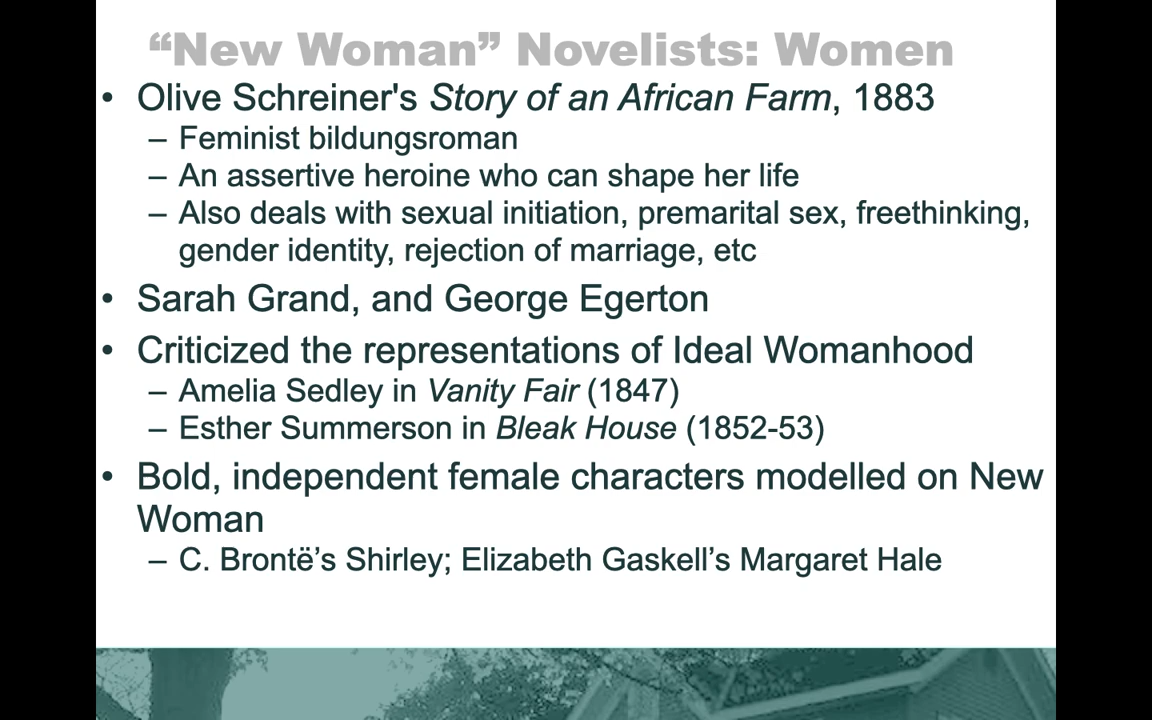 “New Woman” Novelists: Women
• Olive Schreiner's Story of an African Farm, 1883
– Feminist bildungsroman
– An assertive heroine who can shape her life
– Also deals with sexual initiation, premarital sex, freethinking,
gender identity, rejection of marriage, etc
• Sarah Grand, and George Egerton
• Criticized the representations of Ideal Womanhood
– Amelia Sedley in Vanity Fair (1847)
– Esther Summerson in Bleak House (1852-53)
• Bold, independent female characters modelled on New
Woman
– C. Brontë’s Shirley; Elizabeth Gaskell’s Margaret Hale